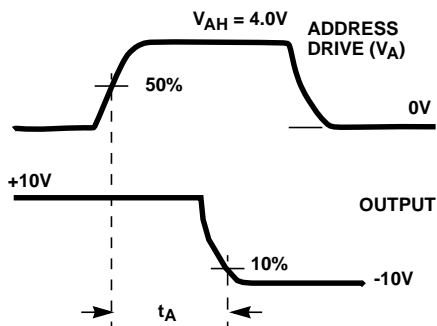 V_AH = 4.0V
ADDRESS
DRIVE (V_A)
50%
0V
+10V
OUTPUT
10%
-10V
t_A